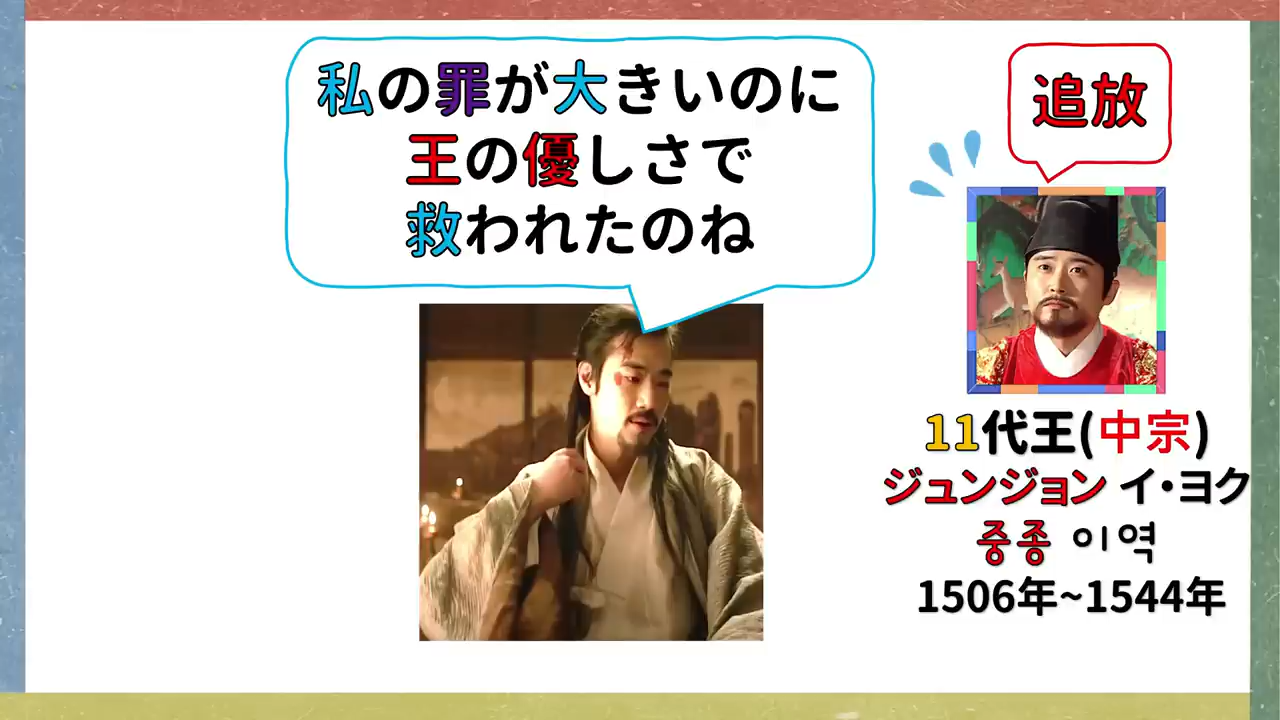 私の罪が大きいのに
王の優しさで
救われたのね
追放
11代王(中宗)
ジュンジョン イ・ヨク
중종 이역
1506年~1544年